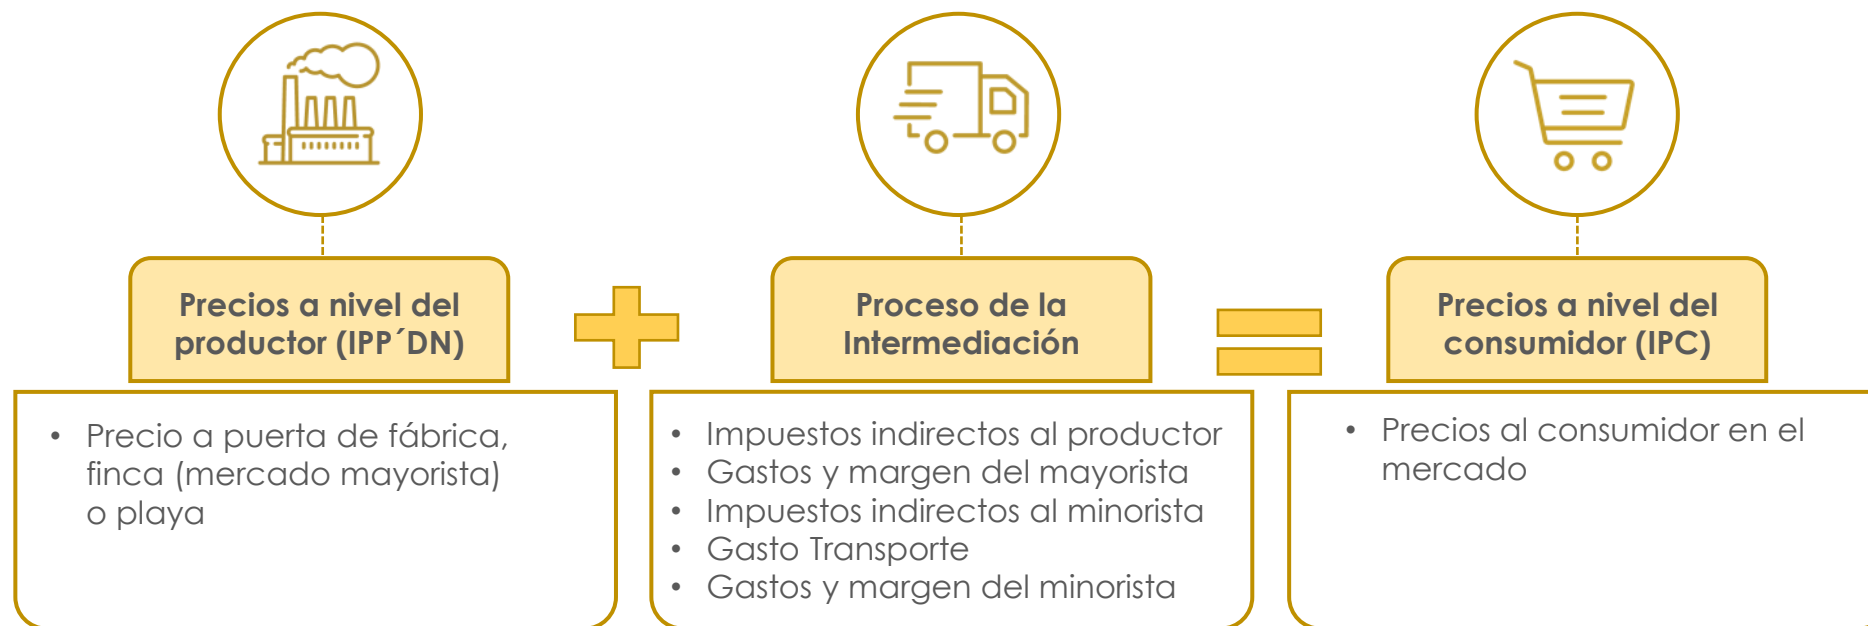 Precios a nivel del
productor (IPP´DN)
• Precio a puerta de fábrica,
finca (mercado mayorista)
o playa
Proceso de la
Intermediación
• Impuestos indirectos al productor
• Gastos y margen del mayorista
• Impuestos indirectos al minorista
• Gasto Transporte
• Gastos y margen del minorista
Precios a nivel del
consumidor (IPC)
• Precios al consumidor en el
mercado